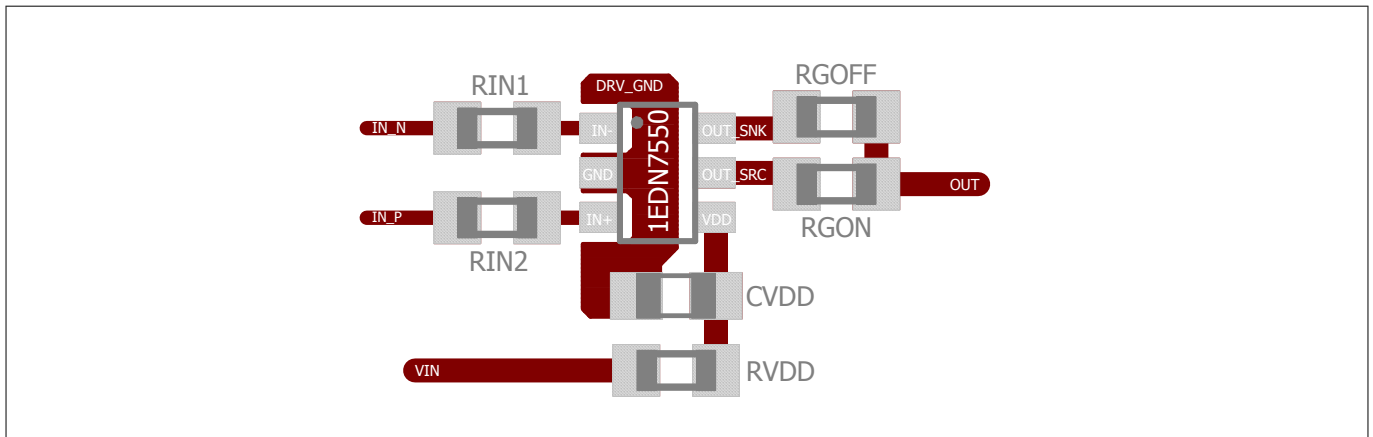 RGOFF
RIN1
DRV_GND
IN_N
IN-
OUT_SNK
1EDN7550
GND
OUT_SRC
OUT
IN_P
IN+
VDD
RGON
RIN2
CVDD
VIN
RVDD